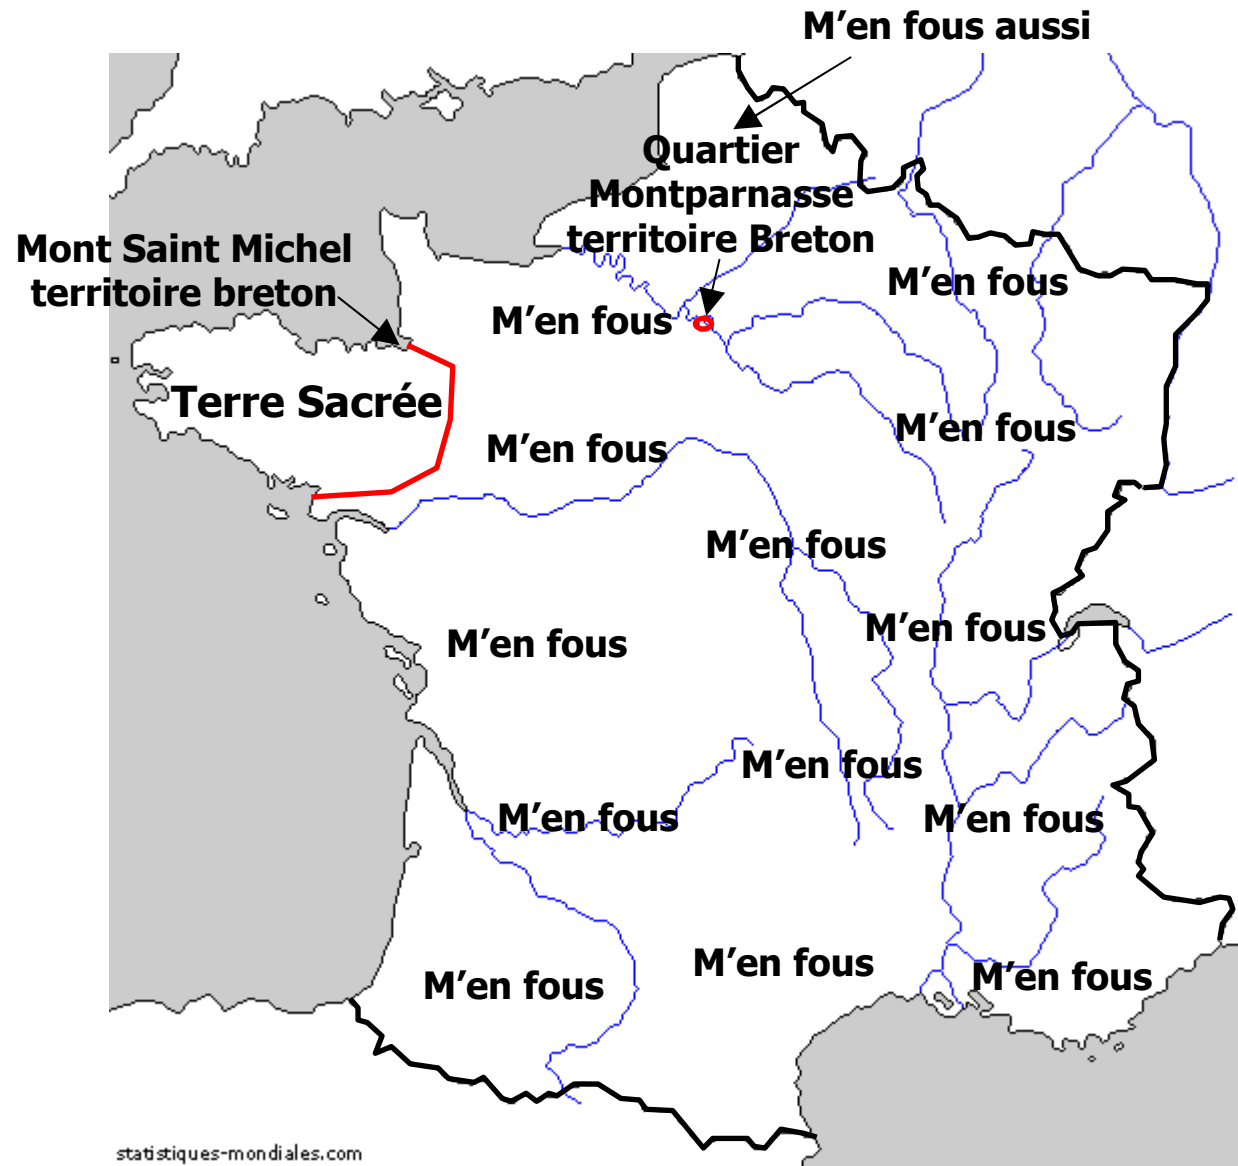 M’en fous aussi
Quartier
Montparnasse
territoire Breton
Mont Saint Michel
territoire breton
M’en fous
M’en fous
Terre Sacrée
M’en fous
M’en fous
M’en fous
M’en fous
M’en fous
M’en fous
M’en fous
M’en fous
M’en fous
M’en fous
M’en fous
statistiques-mondiales.com